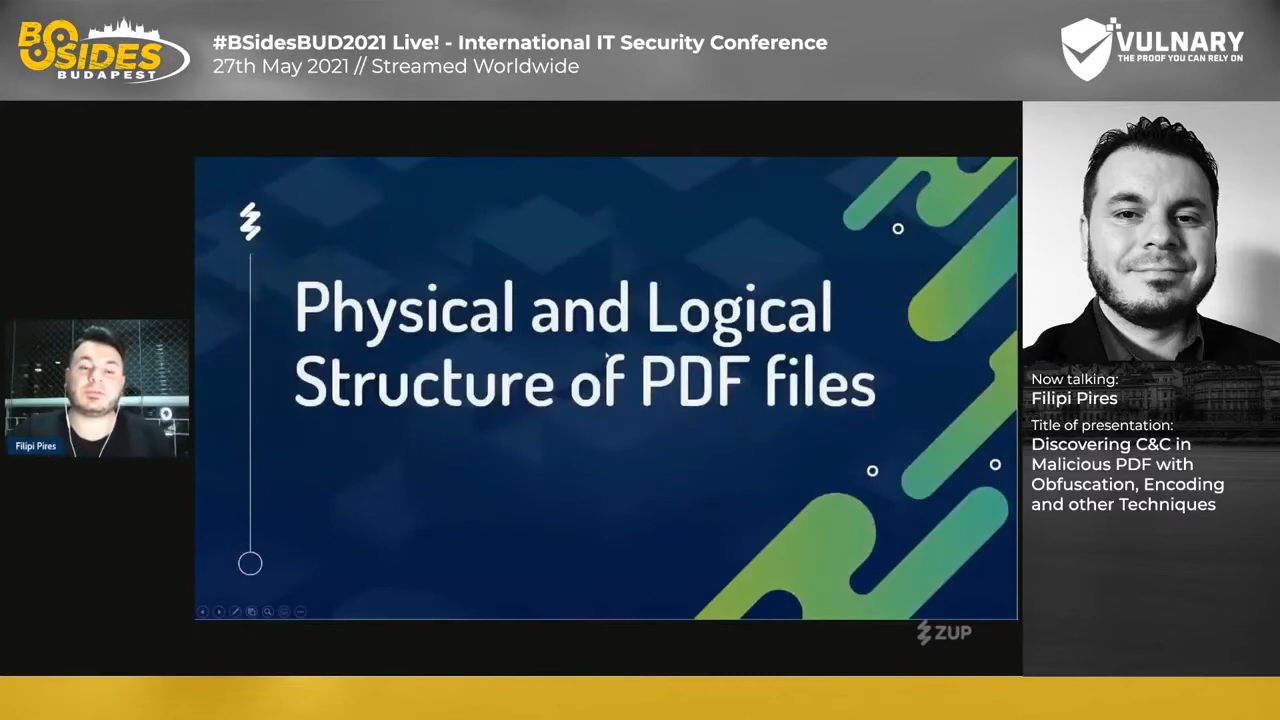 BSIDES
BUDAPEST
#BSidesBUD2021 Live! - International IT Security Conference
27th May 2021 // Streamed Worldwide
VULNARY
THE PROOF YOU CAN RELY ON
Physical and Logical
Structure of PDF files
Filipi Pires
ZUP
Now talking:
Filipi Pires
Title of presentation:
Discovering C&C in
Malicious PDF with
Obfuscation, Encoding
and other Techniques